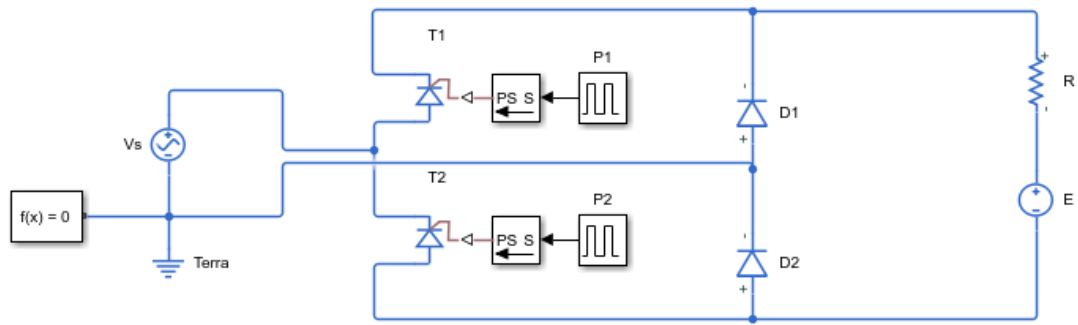 T1
P1
PS S
R
D1
Vs
T2
P2
f(x) = 0
PS S
E
Terra
D2